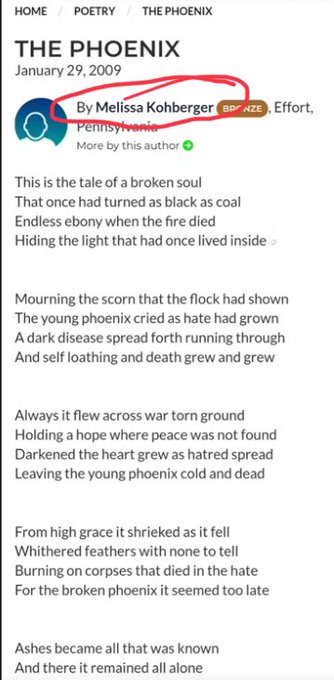 HOME / POETRY / THE PHOENIX
THE PHOENIX
January 29, 2009
By Melissa Kohberger BRONZE, Effort,
Pennsylvania
More by this author
This is the tale of a broken soul
That once had turned as black as coal
Endless ebony when the fire died
Hiding the light that had once lived inside
Mourning the scorn that the flock had shown
The young phoenix cried as hate had grown
A dark disease spread forth running through
And self loathing and death grew and grew
Always it flew across war torn ground
Holding a hope where peace was not found
Darkened the heart grew as hatred spread
Leaving the young phoenix cold and dead
From high grace it shrieked as it fell
Whithered feathers with none to tell
Burning on corpses that died in the hate
For the broken phoenix it seemed too late
Ashes became all that was known
And there it remained all alone